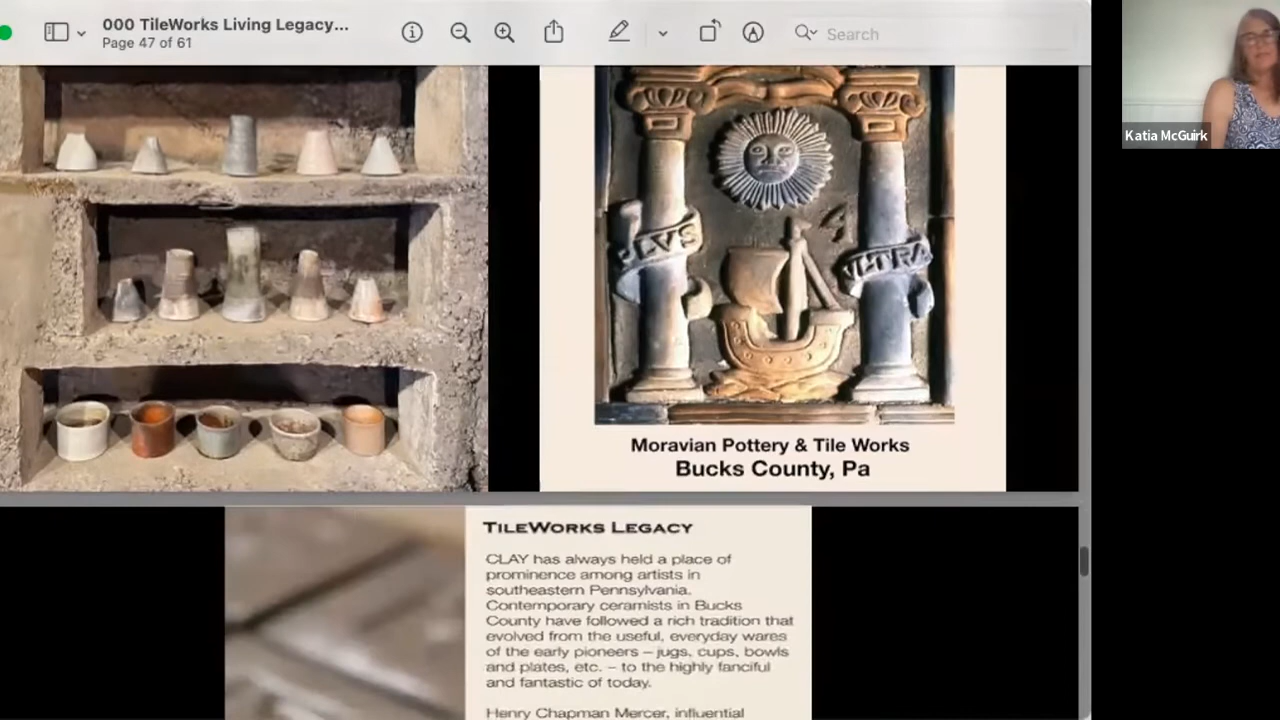 000 TileWorks Living Legacy...
Page 47 of 61
Search
Katia McGuirk
PLVS
VLTRA
Moravian Pottery & Tile Works
Bucks County, Pa
TILEWORKS LEGACY
CLAY has always held a place of
prominence among artists in
southeastern Pennsylvania.
Contemporary ceramists in Bucks
County have followed a rich tradition that
evolved from the useful, everyday wares
of the early pioneers – jugs, cups, bowls
and plates, etc. – to the highly fanciful
and fantastic of today.
Henry Chapman Mercer, influential